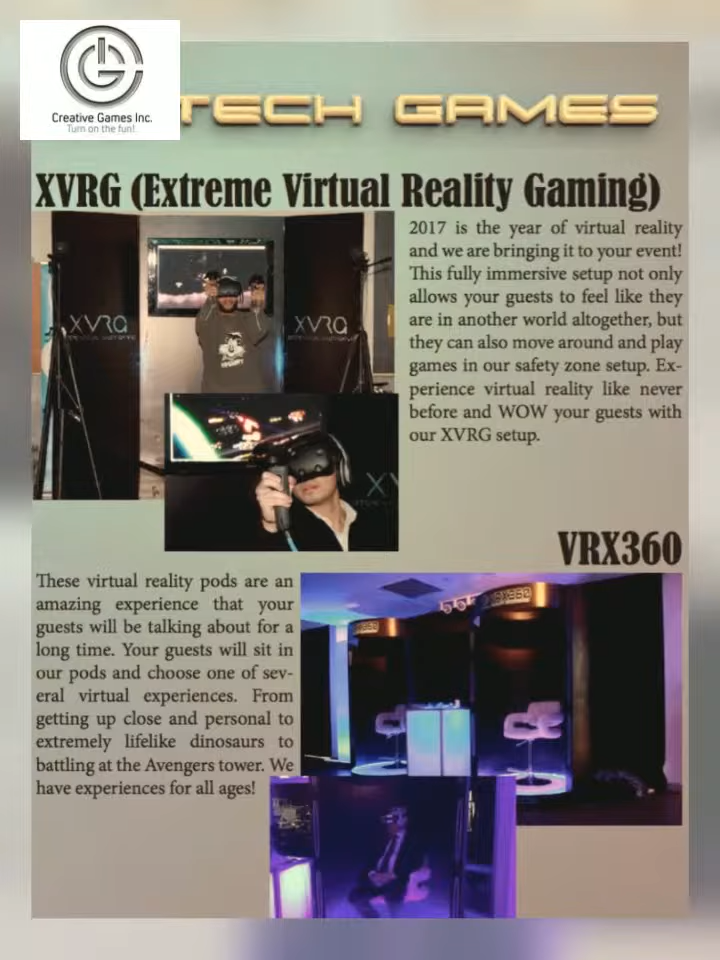 Creative Games Inc.
Turn on the fun!
TECH GAMES
XVRG (Extreme Virtual Reality Gaming)
2017 is the year of virtual reality
and we are bringing it to your event!
This fully immersive setup not only
allows your guests to feel like they
are in another world altogether, but
they can also move around and play
games in our safety zone setup. Ex-
perience virtual reality like never
before and WOW your guests with
our XVRG setup.
XVRG
XVRG
XV
VRX360
These virtual reality pods are an
amazing experience that your
guests will be talking about for a
long time. Your guests will sit in
our pods and choose one of sev-
eral virtual experiences. From
getting up close and personal to
extremely lifelike dinosaurs to
battling at the Avengers tower. We
have experiences for all ages!